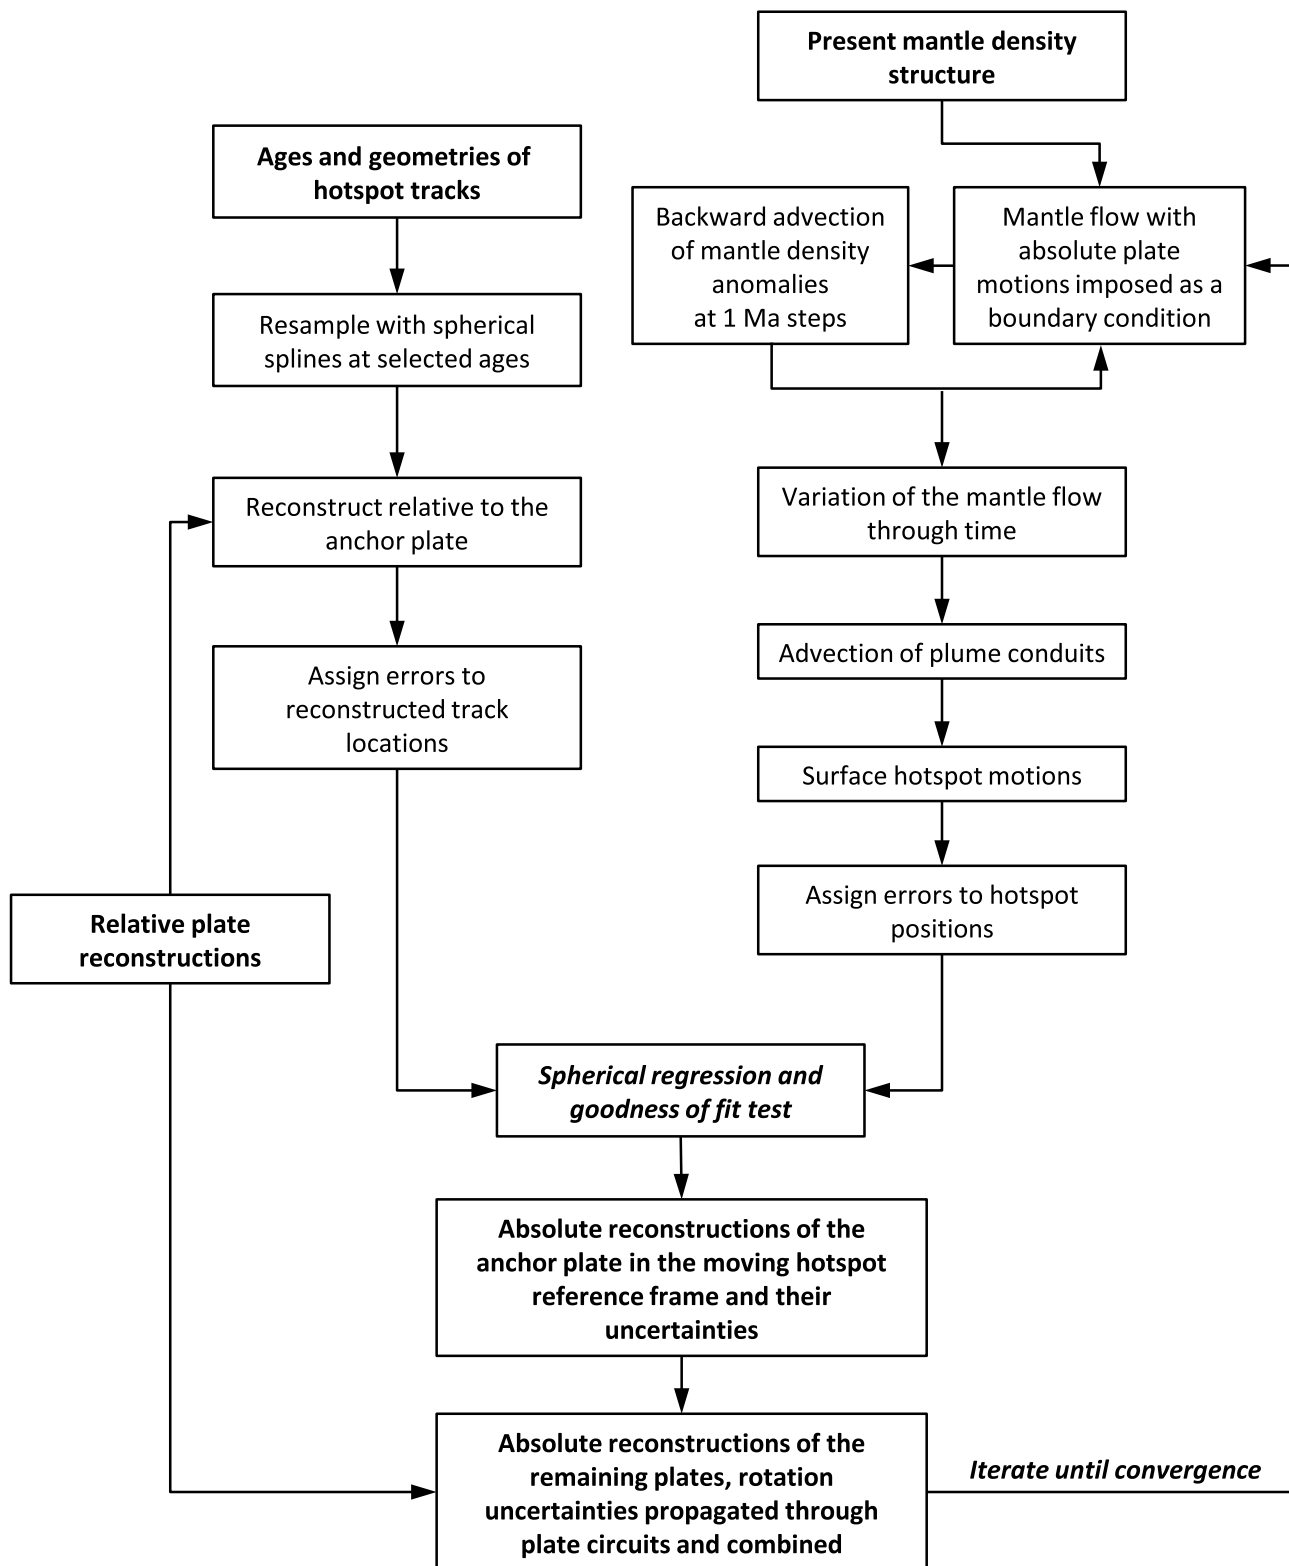 Present mantle density
structure
Ages and geometries of
hotspot tracks
Backward advection
of mantle density
anomalies
at 1 Ma steps
Mantle flow with
absolute plate
motions imposed as a
boundary condition
Resample with spherical
splines at selected ages
Reconstruct relative to the
anchor plate
Variation of the mantle flow
through time
Assign errors to
reconstructed track
locations
Advection of plume conduits
Surface hotspot motions
Assign errors to hotspot
positions
Relative plate
reconstructions
Spherical regression and
goodness of fit test
Absolute reconstructions of the
anchor plate in the moving hotspot
reference frame and their
uncertainties
Absolute reconstructions of the
remaining plates, rotation
uncertainties propagated through
plate circuits and combined
Iterate until convergence